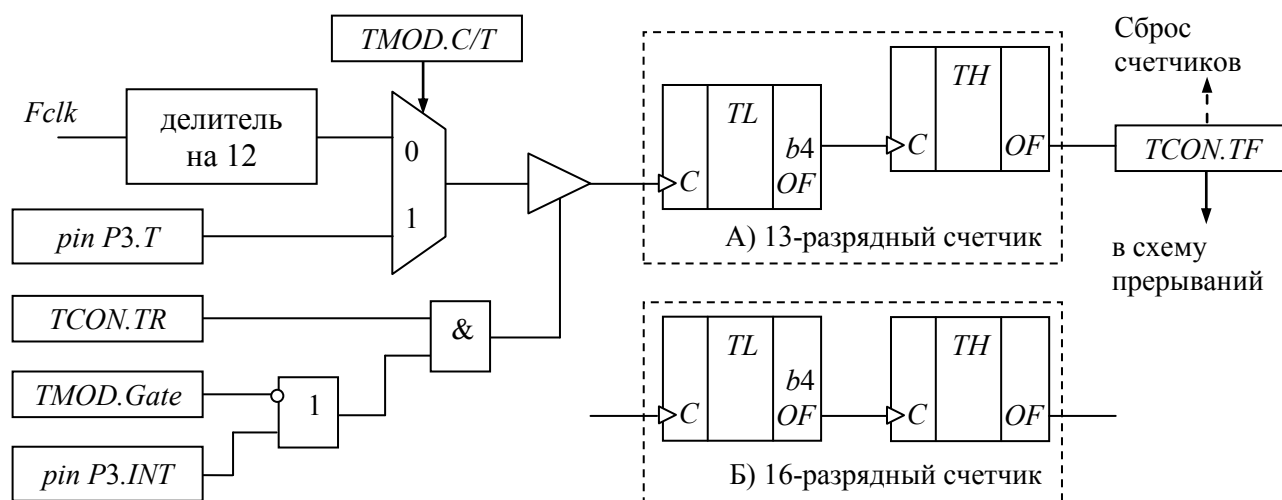 TMOD.C/T
Сброс
счетчиков
Fclk
делитель
на 12
0
1
TL
b4
OF
C
TH
C
OF
TCON.TF
pin P3.T
А) 13-разрядный счетчик
в схему
прерываний
TCON.TR
&
TMOD.Gate
1
pin P3.INT
TL
b4
OF
C
TH
C
OF
Б) 16-разрядный счетчик